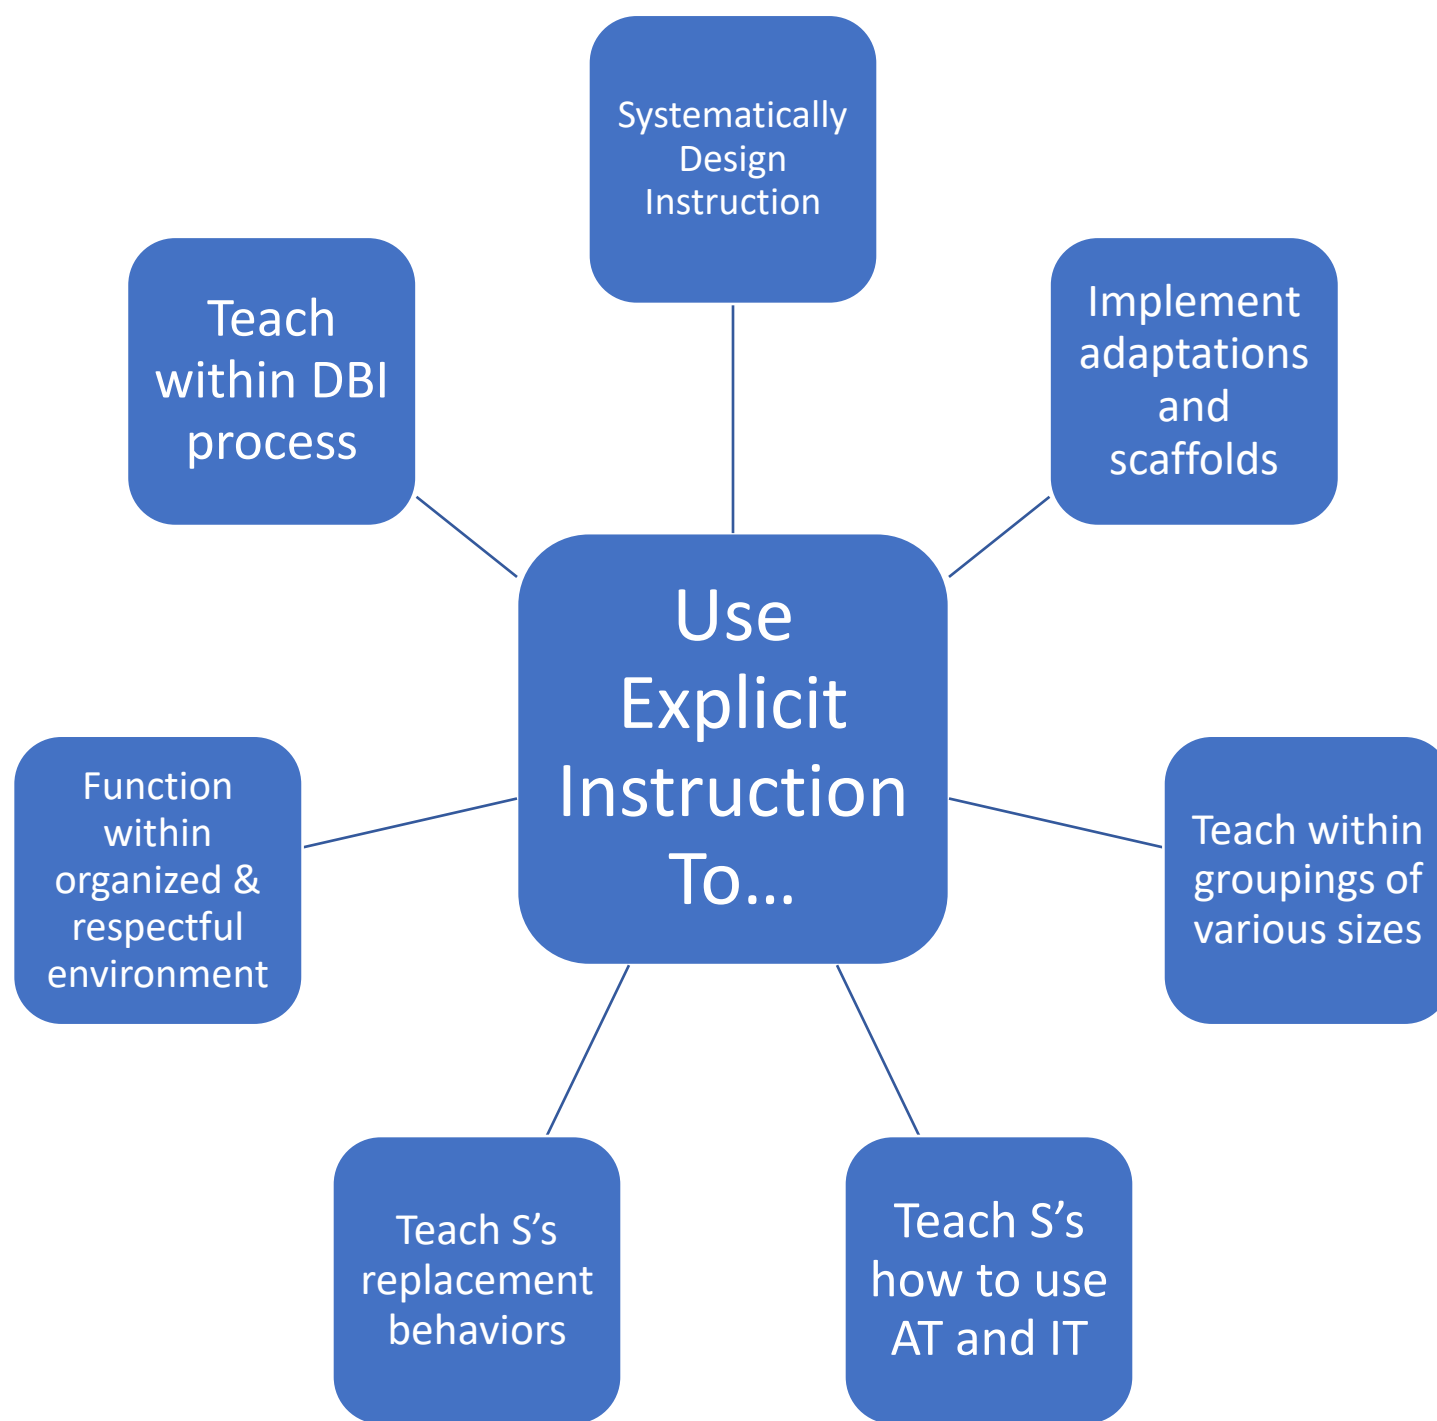 Systematically
Design
Instruction
Implement
adaptations
and
scaffolds
Teach
within DBI
process
Use
Explicit
Instruction
To...
Teach within
groupings of
various sizes
Function
within
organized &
respectful
environment
Teach S’s
how to use
AT and IT
Teach S’s
replacement
behaviors